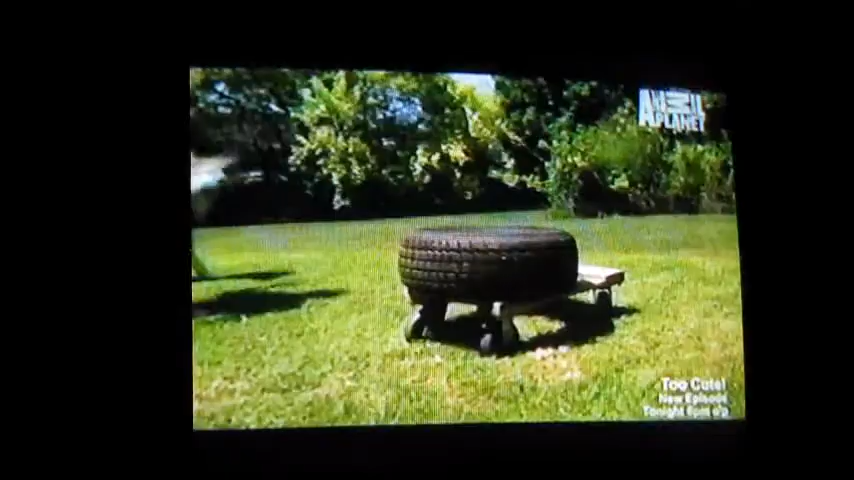 ANIMAL
PLANET
Too Cute!
New Episode
Tonight 8pm e/p